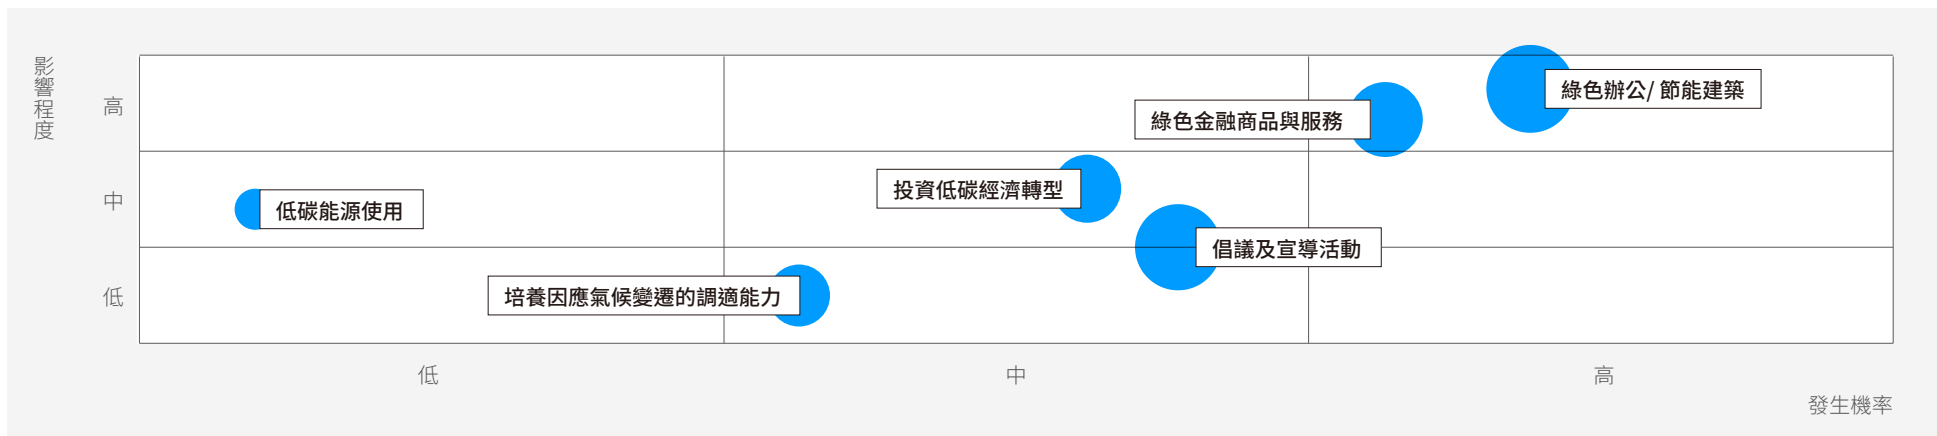 影響程度
高
綠色辦公/ 節能建築
綠色金融商品與服務
中
投資低碳經濟轉型
低碳能源使用
倡議及宣導活動
低
培養因應氣候變遷的調適能力
低
中
高
發生機率